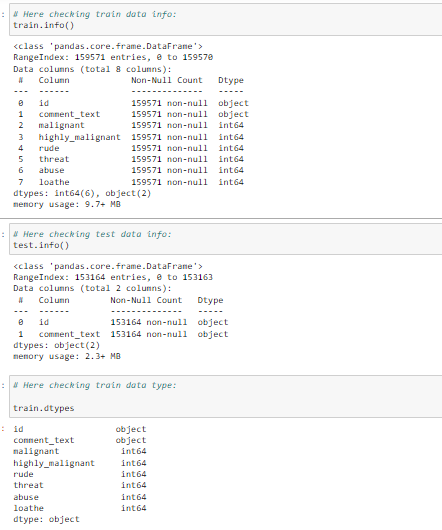 # Here checking train data info:
train.info()
<class 'pandas.core.frame.DataFrame'>
RangeIndex: 159571 entries, 0 to 159570
Data columns (total 8 columns):
 #   Column            Non-Null Count   Dtype
---  ------            --------------   -----
 0   id                159571 non-null  object
 1   comment_text      159571 non-null  object
 2   malignant         159571 non-null  int64
 3   highly_malignant  159571 non-null  int64
 4   rude              159571 non-null  int64
 5   threat            159571 non-null  int64
 6   abuse             159571 non-null  int64
 7   loathe            159571 non-null  int64
dtypes: int64(6), object(2)
memory usage: 9.7+ MB
# Here checking test data info:
test.info()
<class 'pandas.core.frame.DataFrame'>
RangeIndex: 153164 entries, 0 to 153163
Data columns (total 2 columns):
 #   Column        Non-Null Count   Dtype
---  ------        --------------   -----
 0   id            153164 non-null  object
 1   comment_text  153164 non-null  object
dtypes: object(2)
memory usage: 2.3+ MB
# Here checking train data type:
train.dtypes
id                  object
comment_text        object
malignant            int64
highly_malignant     int64
rude                 int64
threat               int64
abuse                int64
loathe               int64
dtype: object